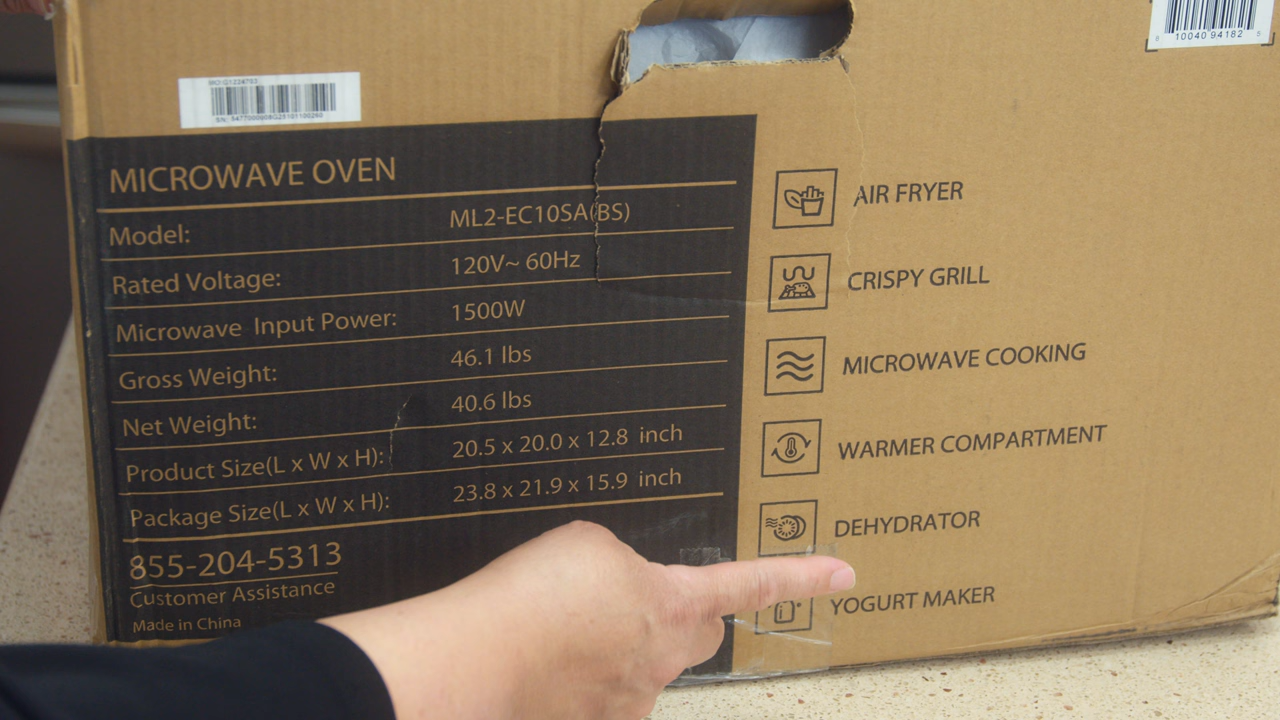 10040 94182 5
MICROWAVE OVEN
Model: ML2-EC10SA(BS)
Rated Voltage: 120V~ 60Hz
Microwave Input Power: 1500W
Gross Weight: 46.1 lbs
Net Weight: 40.6 lbs
Product Size(L x W x H): 20.5 x 20.0 x 12.8 inch
Package Size(L x W x H): 23.8 x 21.9 x 15.9 inch
855-204-5313
Customer Assistance
Made in China
AIR FRYER
CRISPY GRILL
MICROWAVE COOKING
WARMER COMPARTMENT
DEHYDRATOR
YOGURT MAKER